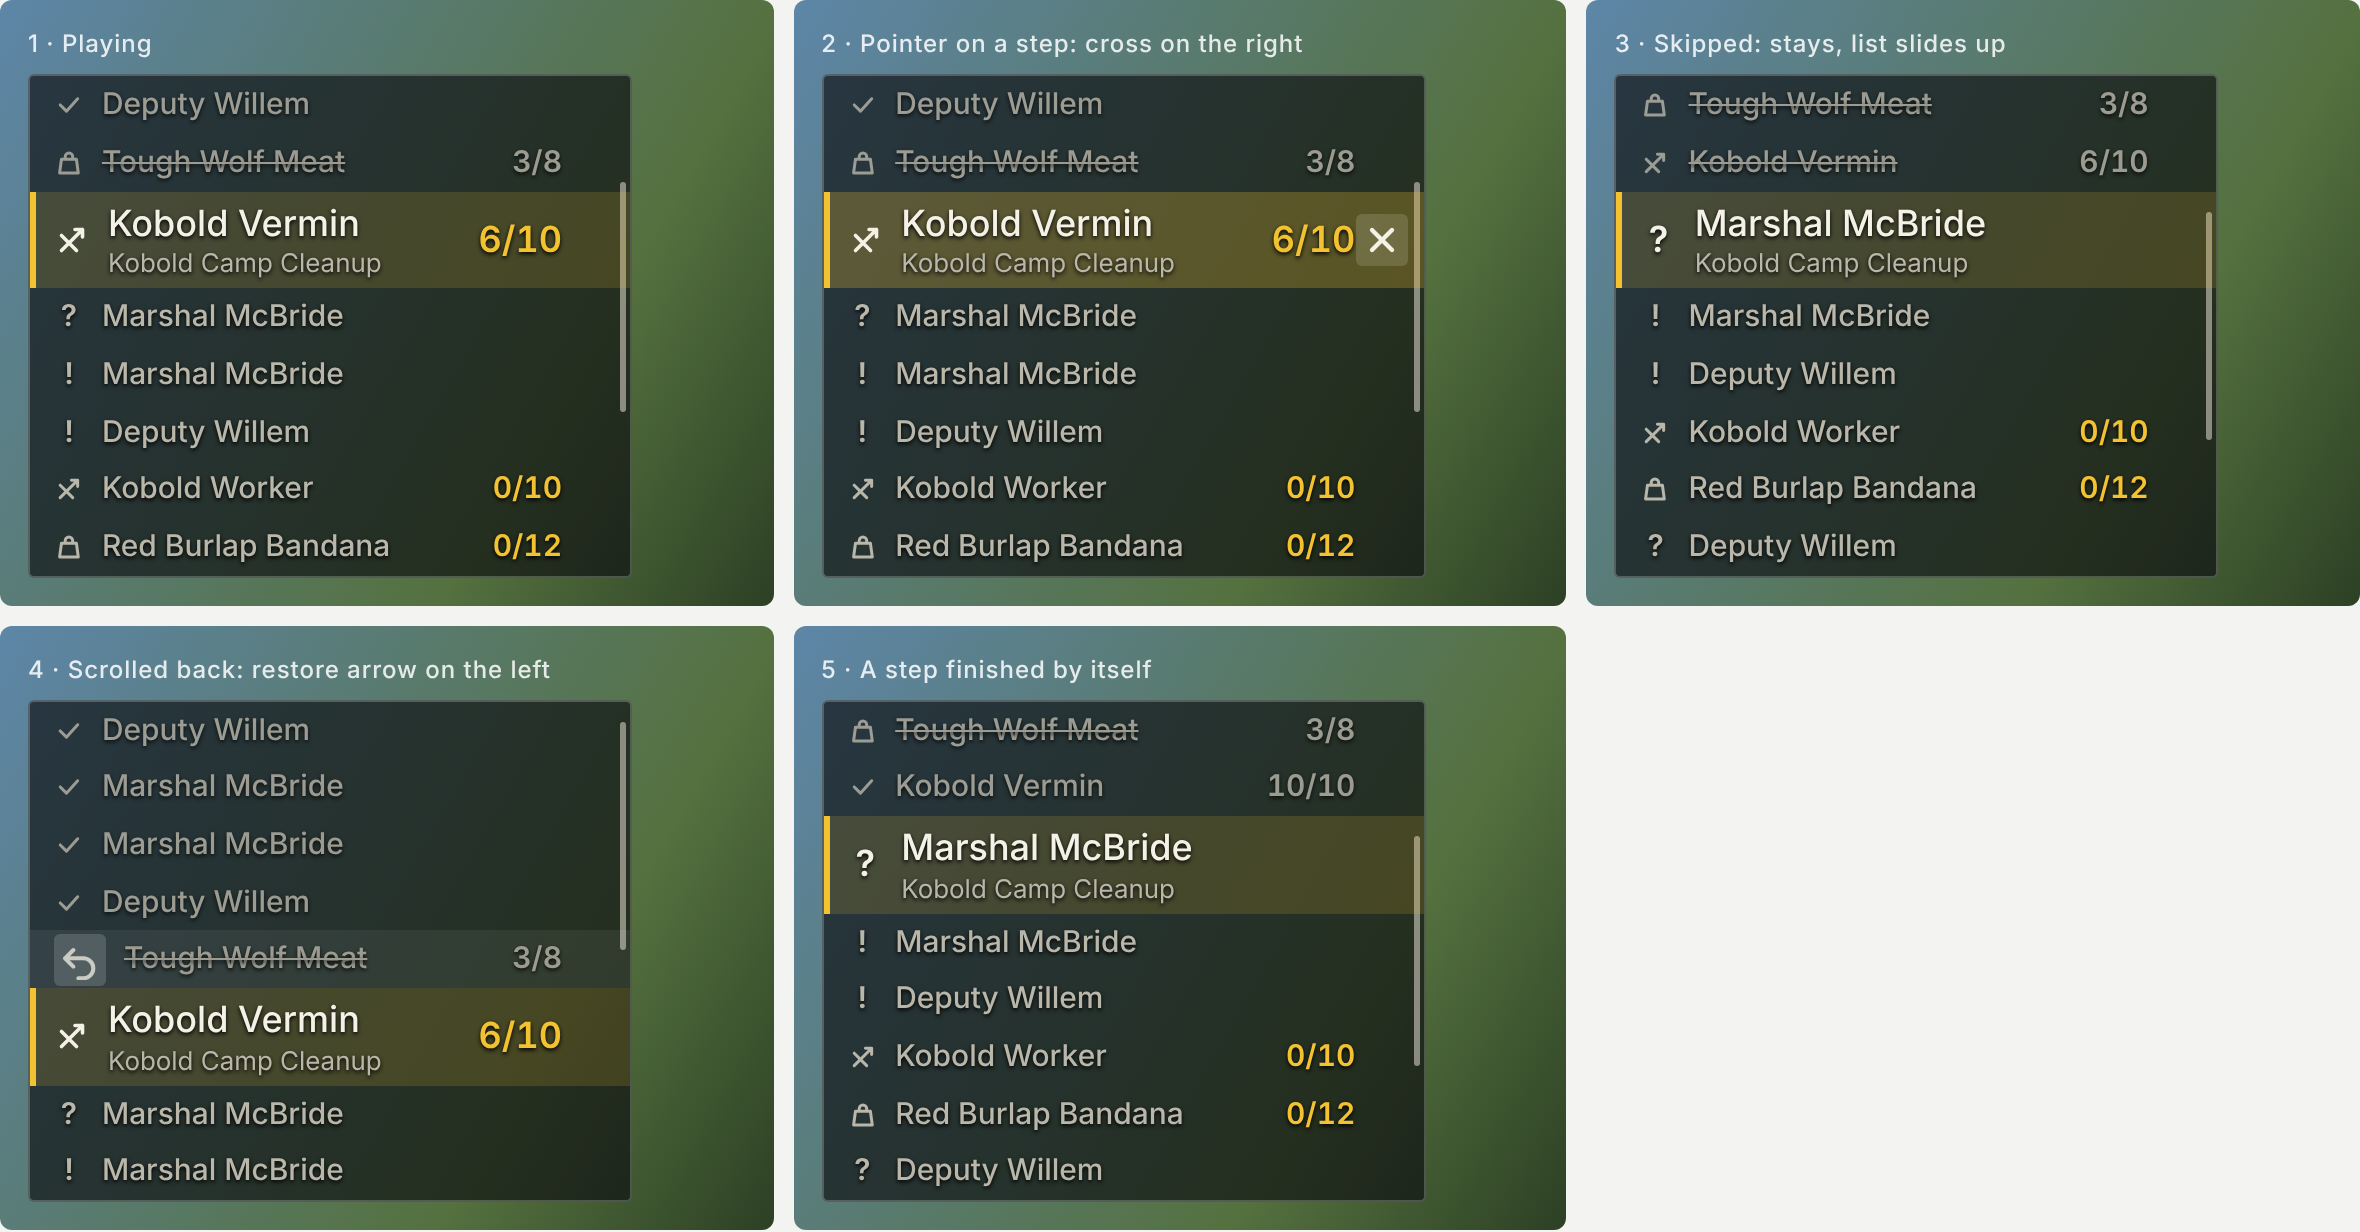 1 · Playing
Deputy Willem
Tough Wolf Meat 3/8
Kobold Vermin 6/10
Kobold Camp Cleanup
? Marshal McBride
! Marshal McBride
! Deputy Willem
Kobold Worker 0/10
Red Burlap Bandana 0/12
2 · Pointer on a step: cross on the right
Deputy Willem
Tough Wolf Meat 3/8
Kobold Vermin 6/10
Kobold Camp Cleanup
? Marshal McBride
! Marshal McBride
! Deputy Willem
Kobold Worker 0/10
Red Burlap Bandana 0/12
3 · Skipped: stays, list slides up
Tough Wolf Meat 3/8
Kobold Vermin 6/10
? Marshal McBride
Kobold Camp Cleanup
! Marshal McBride
! Deputy Willem
Kobold Worker 0/10
Red Burlap Bandana 0/12
? Deputy Willem
4 · Scrolled back: restore arrow on the left
Deputy Willem
Marshal McBride
Marshal McBride
Deputy Willem
Tough Wolf Meat 3/8
Kobold Vermin 6/10
Kobold Camp Cleanup
? Marshal McBride
! Marshal McBride
5 · A step finished by itself
Tough Wolf Meat 3/8
Kobold Vermin 10/10
? Marshal McBride
Kobold Camp Cleanup
! Marshal McBride
! Deputy Willem
Kobold Worker 0/10
Red Burlap Bandana 0/12
? Deputy Willem